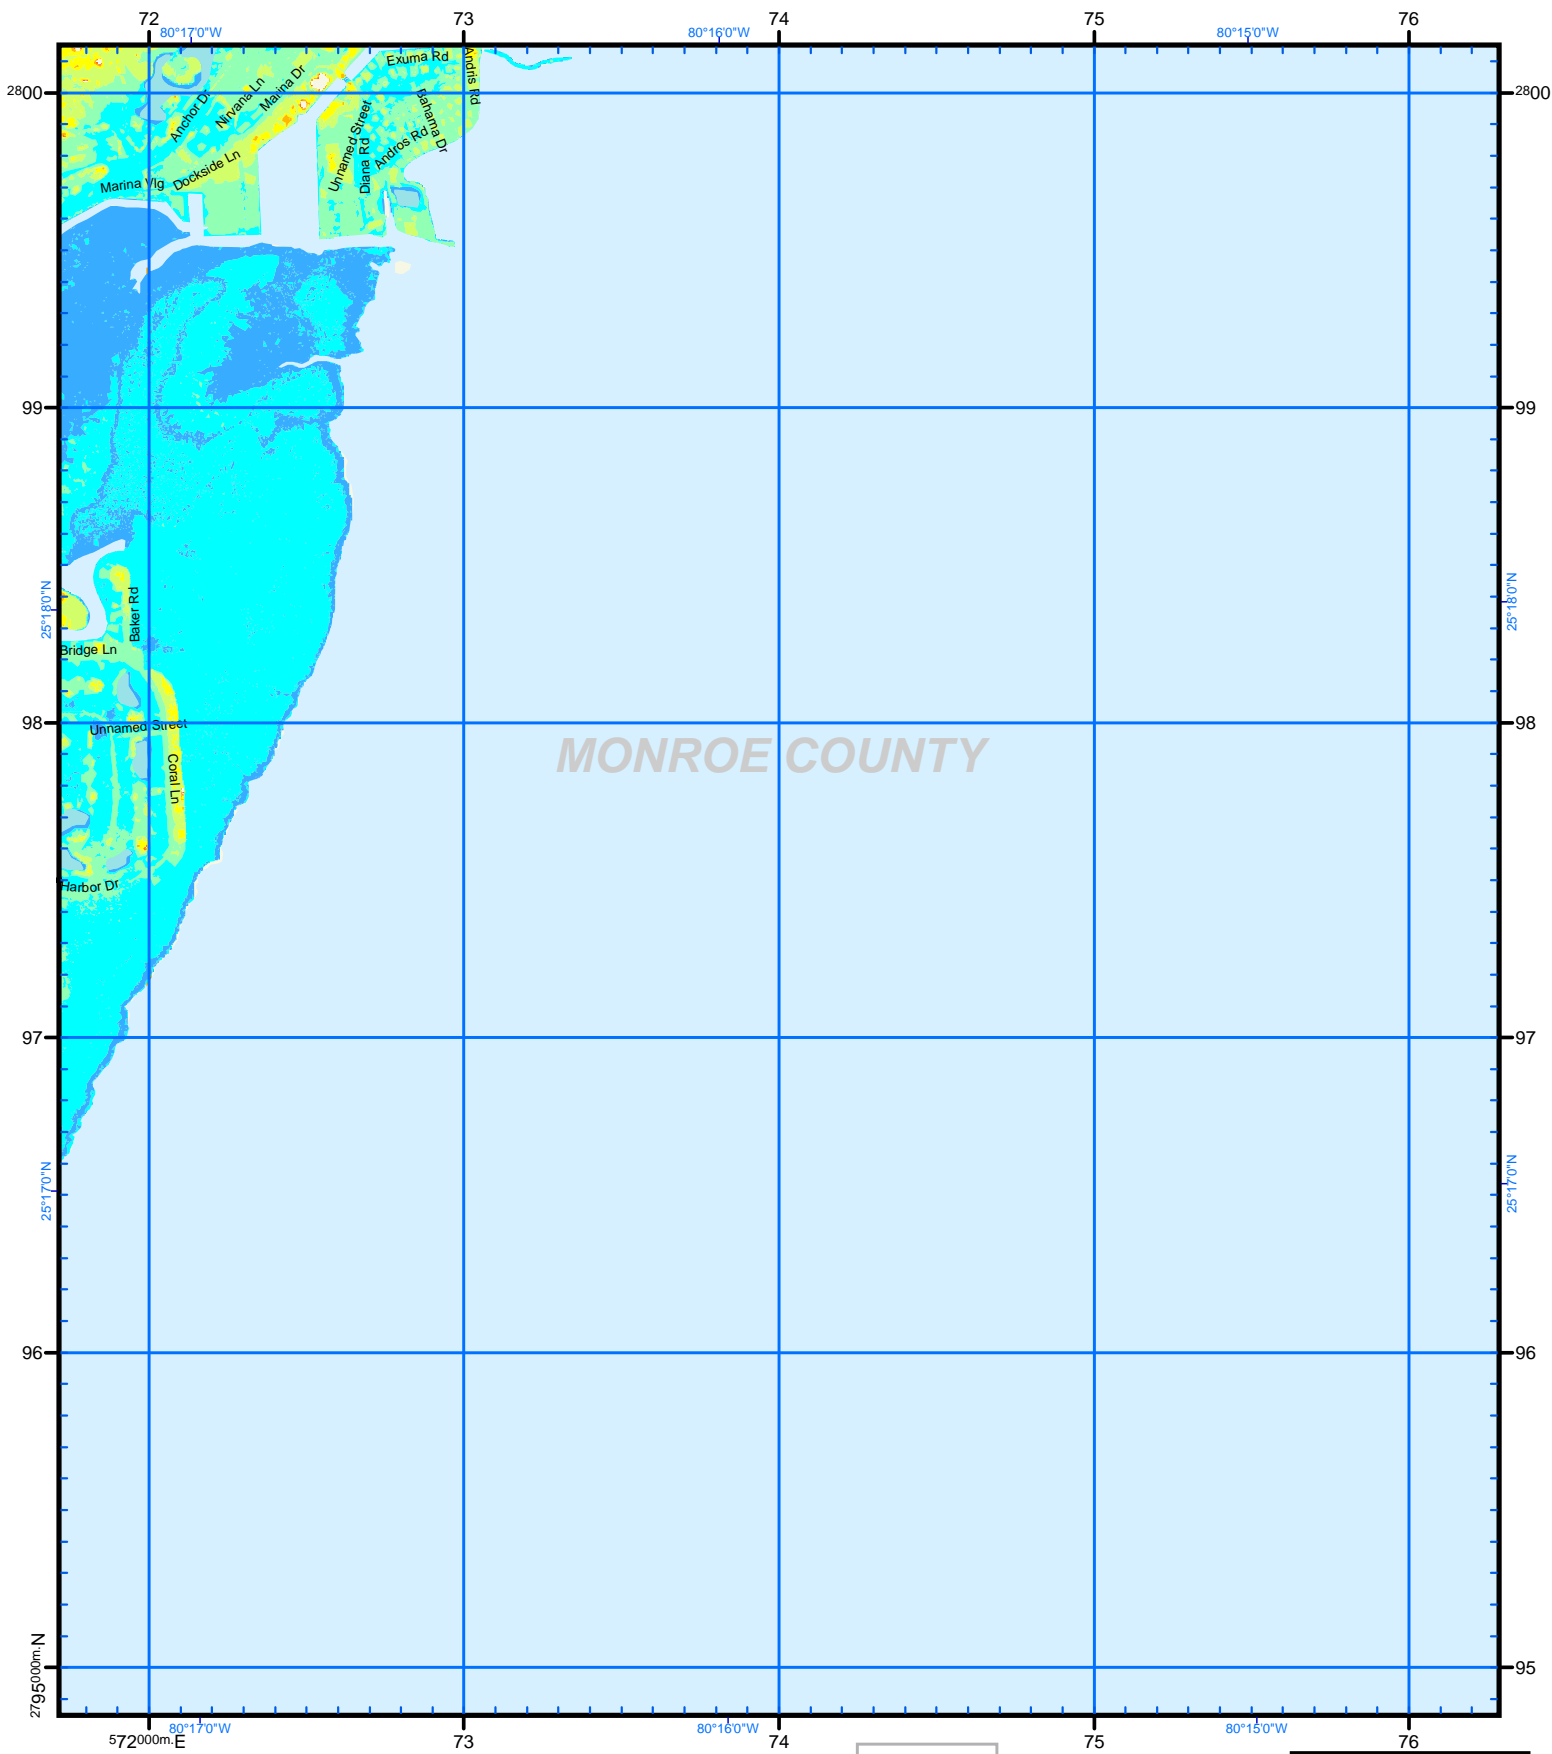 72 73 74 75 76
80°17'0"W 80°16'0"W 80°15'0"W
Exuma Rd
Andris Rd
2800 2800
Anchor Dr
Nirvana Ln
Marina Dr
Unnamed Street
Diana Rd
Andros Rd
Bahama Dr
Marina Vlg
Dockside Ln
99 99
25°18'0"N 25°18'0"N
Baker Rd
Bridge Ln
98 98
Unnamed Street
MONROE COUNTY
Coral Ln
Harbor Dr
97 97
25°17'0"N 25°17'0"N
96 96
2795000m.N 95
80°17'0"W 80°16'0"W 80°15'0"W
572000m.E 73 74 75 76